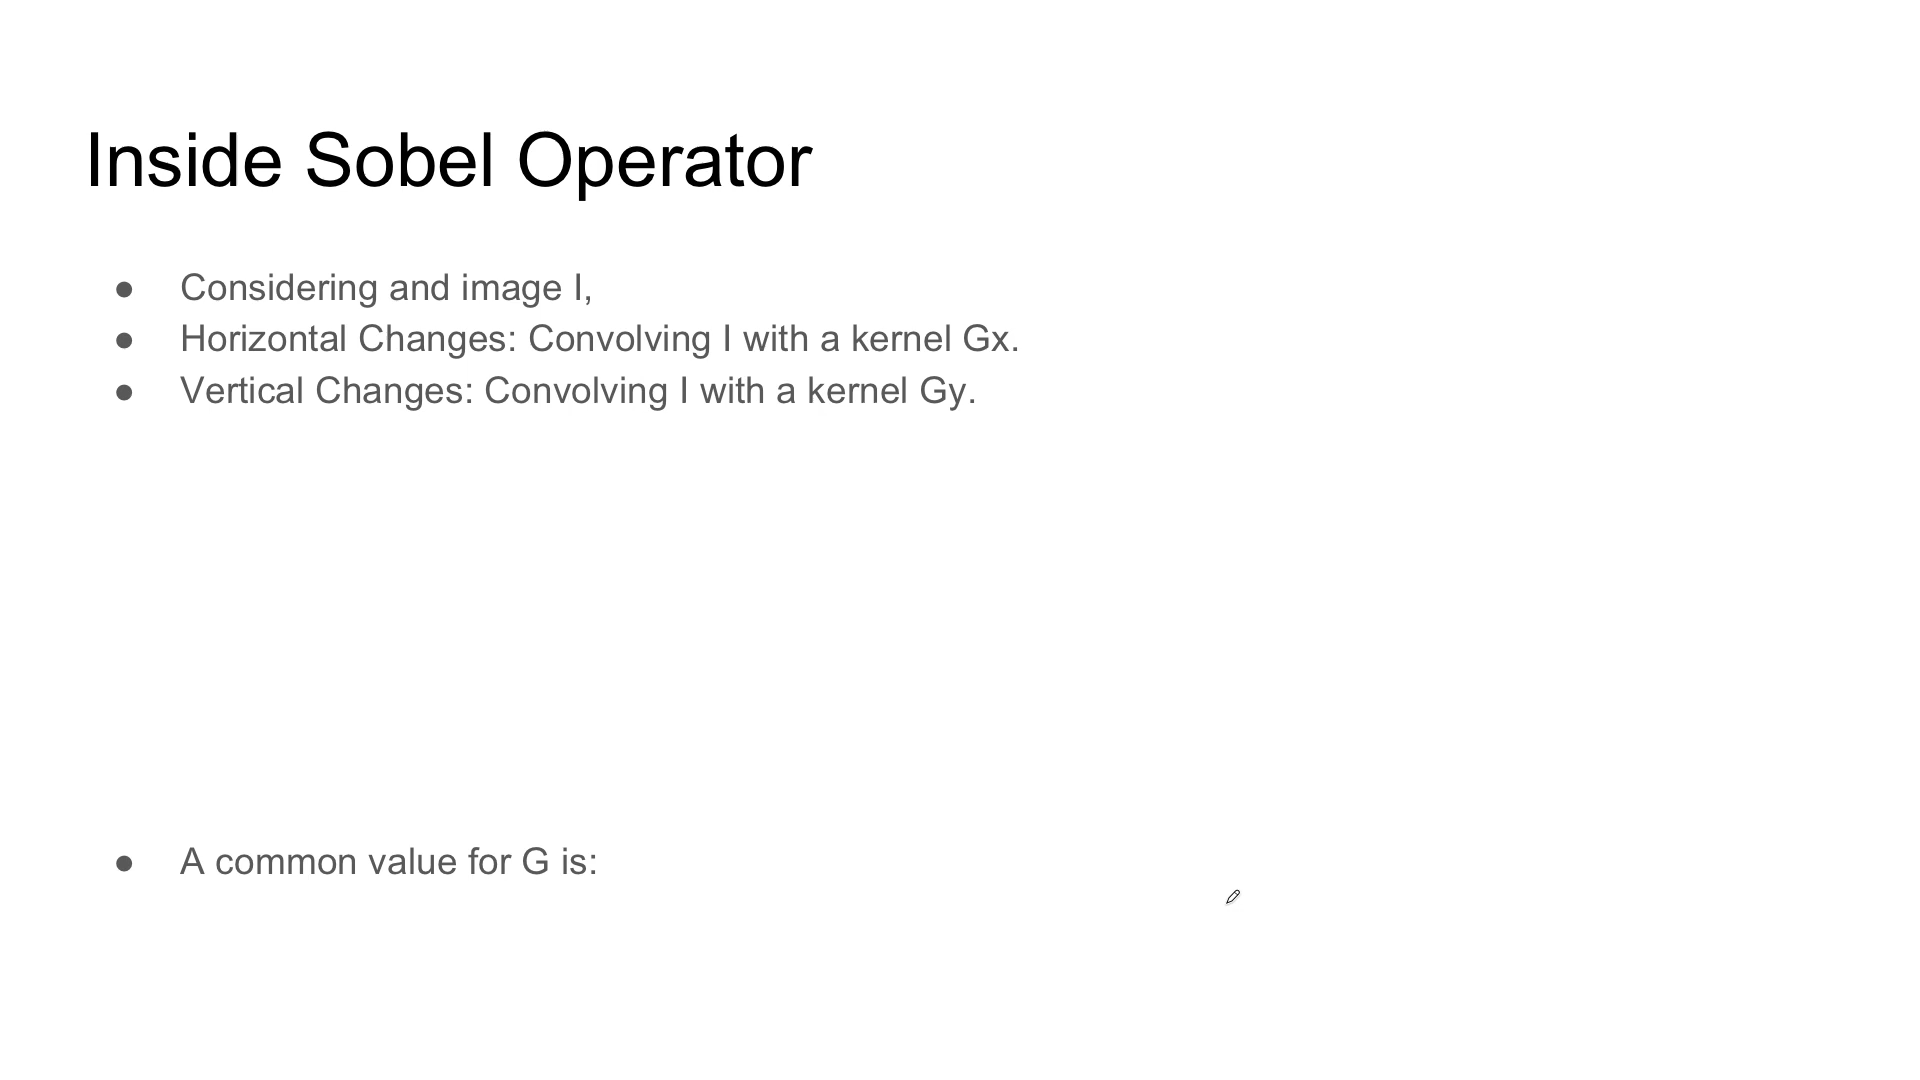 Inside Sobel Operator
● Considering and image I,
● Horizontal Changes: Convolving I with a kernel Gx.
● Vertical Changes: Convolving I with a kernel Gy.
● A common value for G is: